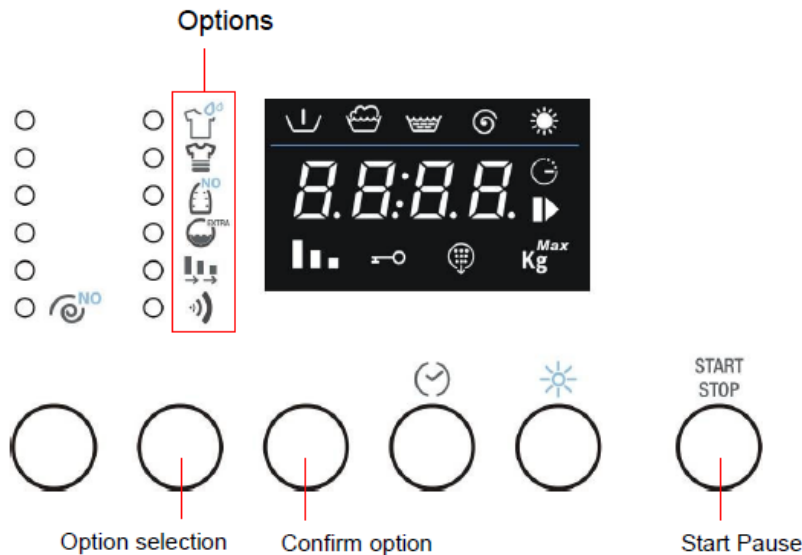 Options
NO
EXTRA
NO
8.8:8.8.
Kg Max
START
STOP
Option selection
Confirm option
Start Pause